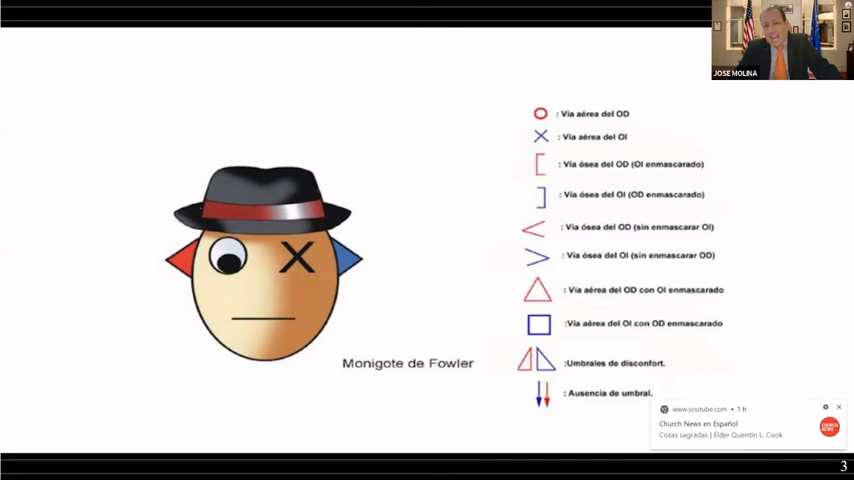 JOSE MOLINA
: Vía aérea del OD
: Vía aérea del OI
: Vía ósea del OD (OI enmascarado)
: Vía ósea del OI (OD enmascarado)
: Vía ósea del OD (sin enmascarar OI)
: Vía ósea del OI (sin enmascarar OD)
: Vía aérea del OD con OI enmascarado
:Vía aérea del OI con OD enmascarado
:Umbrales de disconfort.
: Ausencia de umbral.
Monigote de Fowler
www.youtube.com • 1 h
Church News en Español
Cosas sagradas | Élder Quentin L. Cook
CHURCH
NEWS
3